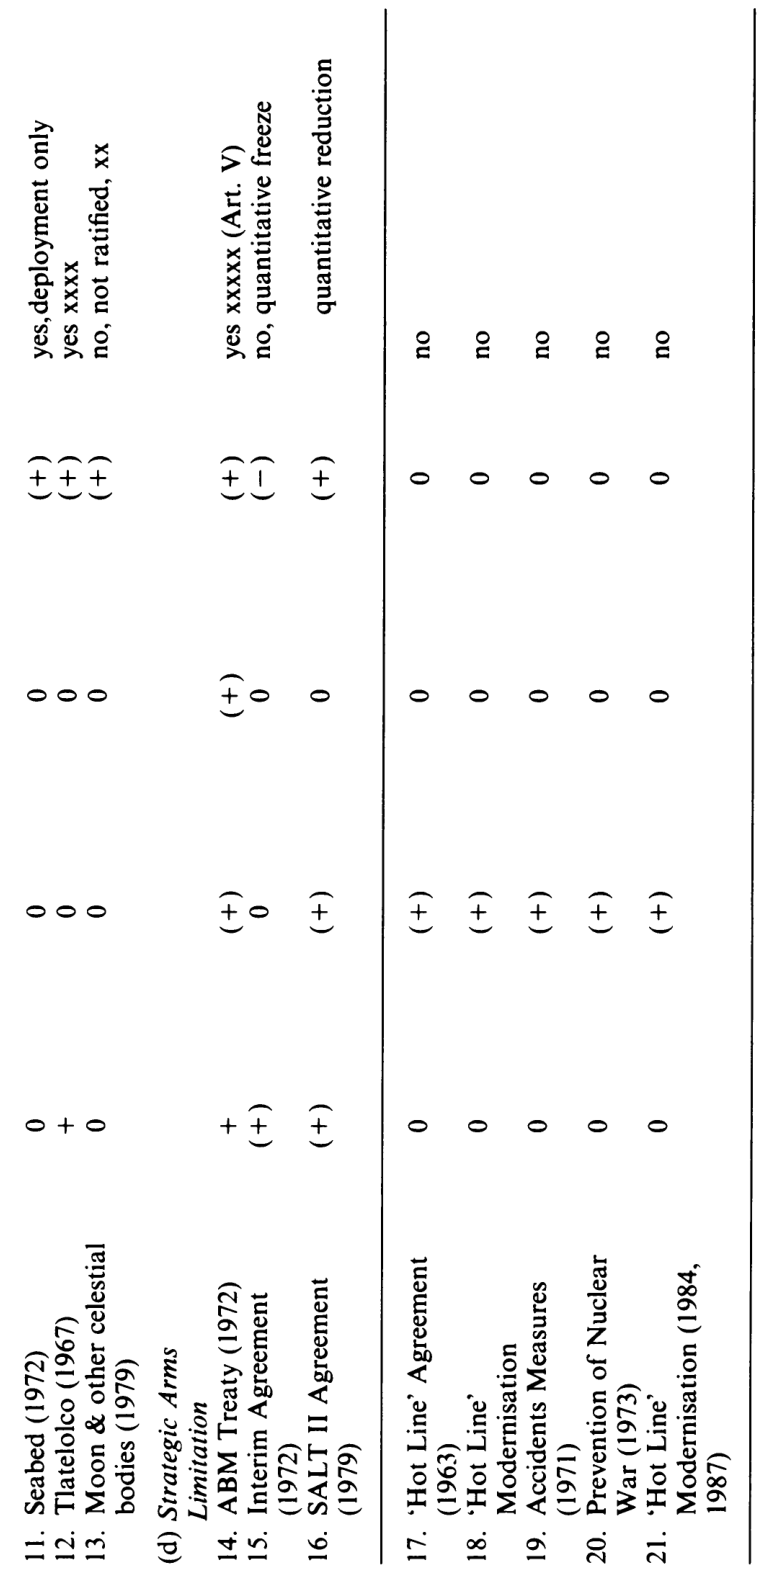 11. Seabed (1972) 0 0 0 (+) yes,deployment only
12. Tlatelolco (1967) + 0 0 (+) yes xxxx
13. Moon & other celestial 0 0 0 (+) no, not ratified, xx
bodies (1979)
(d) Strategic Arms
Limitation
14. ABM Treaty (1972) + (+) (+) (+) yes xxxxx (Art. V)
15. Interim Agreement (+) 0 0 (−) no, quantitative freeze
(1972)
16. SALT II Agreement (+) (+) 0 (+) quantitative reduction
(1979)
17. ‘Hot Line’ Agreement 0 (+) 0 0 no
(1963)
18. ‘Hot Line’ 0 (+) 0 0 no
Modernisation
19. Accidents Measures 0 (+) 0 0 no
(1971)
20. Prevention of Nuclear 0 (+) 0 0 no
War (1973)
21. ‘Hot Line’ 0 (+) 0 0 no
Modernisation (1984,
1987)